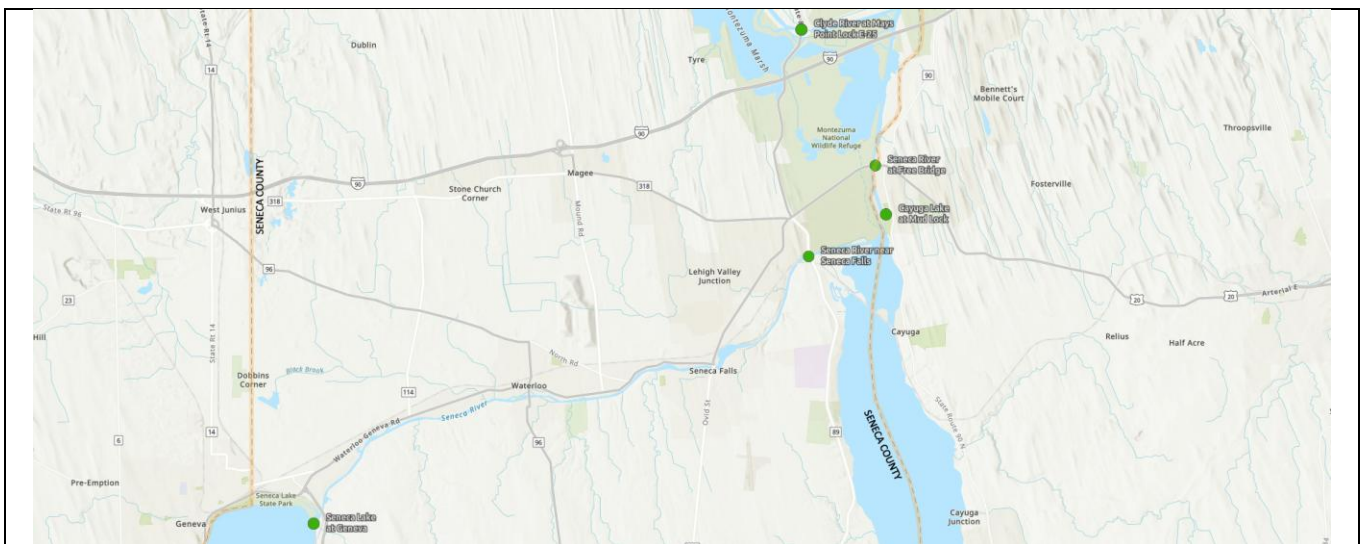 State Rt 14
Dublin
Clyde River at Mays
Point Lock E-25
Montezuma Marsh
Tyre
14
90
90
Bennett's
Mobile Court
90
Throopsville
Montezuma
National
Wildlife Refuge
SENECA COUNTY
Seneca River
at Free Bridge
Magee
318
Stone Church
Corner
90
Fosterville
318
West Junius
State Rt 96
Mound Rd
Cayuga Lake
at Mud Lock
Seneca River near
Seneca Falls
96
Lehigh Valley
Junction
23
20
20
Arterial E
Hill
State Rt 14
Cayuga
Relius
Half Acre
North Rd
Black Brook
Dobbins
Corner
Seneca Falls
Waterloo
114
Seneca River
Ovid St
State Route 90 N
6
14
Waterloo Geneva Rd
96
89
SENECA COUNTY
Pre-Emption
Seneca Lake
State Park
Geneva
Seneca Lake
at Geneva
Cayuga
Junction